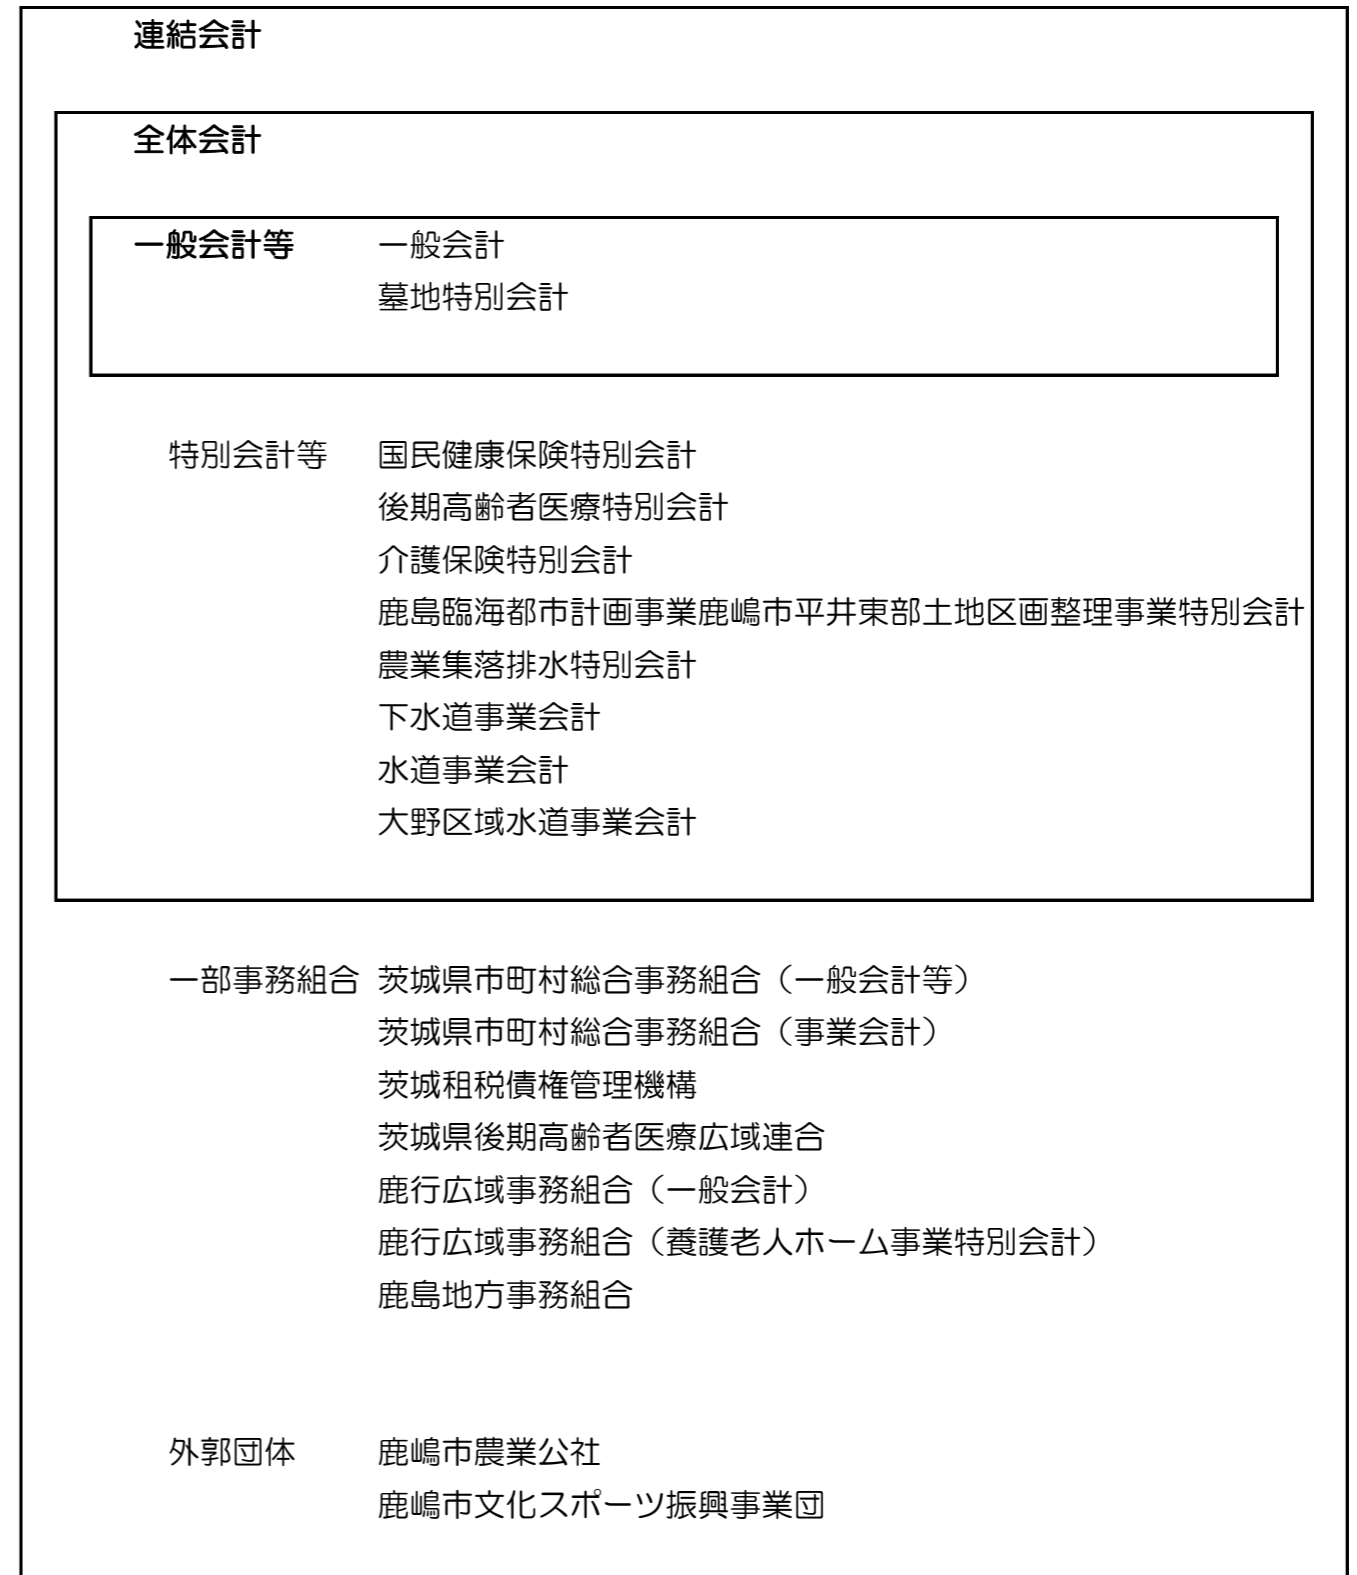 連結会計
全体会計
一般会計等 一般会計
墓地特別会計
特別会計等 国民健康保険特別会計
後期高齢者医療特別会計
介護保険特別会計
鹿島臨海都市計画事業鹿嶋市平井東部土地区画整理事業特別会計
農業集落排水特別会計
下水道事業会計
水道事業会計
大野区域水道事業会計
一部事務組合 茨城県市町村総合事務組合（一般会計等）
茨城県市町村総合事務組合（事業会計）
茨城租税債権管理機構
茨城県後期高齢者医療広域連合
鹿行広域事務組合（一般会計）
鹿行広域事務組合（養護老人ホーム事業特別会計）
鹿島地方事務組合
外郭団体 鹿嶋市農業公社
鹿嶋市文化スポーツ振興事業団